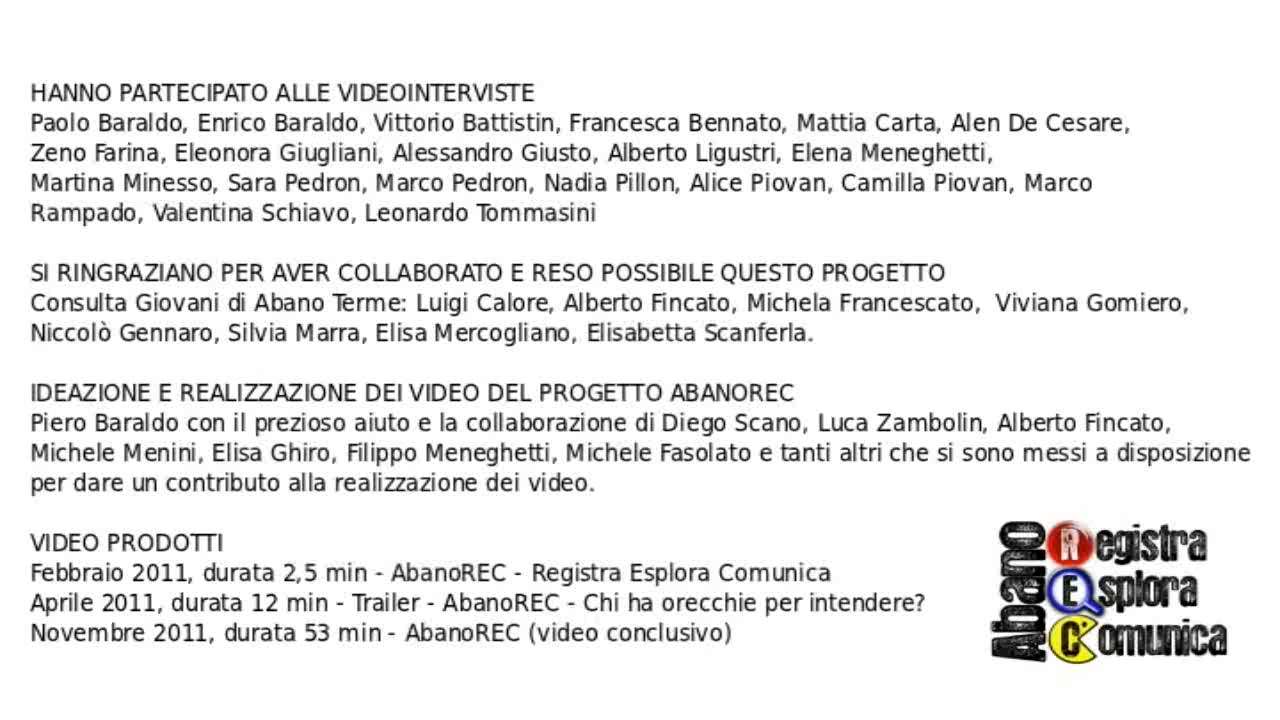 HANNO PARTECIPATO ALLE VIDEOINTERVISTE
Paolo Baraldo, Enrico Baraldo, Vittorio Battistin, Francesca Bennato, Mattia Carta, Alen De Cesare,
Zeno Farina, Eleonora Giugliani, Alessandro Giusto, Alberto Ligustri, Elena Meneghetti,
Martina Minesso, Sara Pedron, Marco Pedron, Nadia Pillon, Alice Piovan, Camilla Piovan, Marco
Rampado, Valentina Schiavo, Leonardo Tommasini
SI RINGRAZIANO PER AVER COLLABORATO E RESO POSSIBILE QUESTO PROGETTO
Consulta Giovani di Abano Terme: Luigi Calore, Alberto Fincato, Michela Francescato, Viviana Gomiero,
Niccolò Gennaro, Silvia Marra, Elisa Mercogliano, Elisabetta Scanferla.
IDEAZIONE E REALIZZAZIONE DEI VIDEO DEL PROGETTO ABANOREC
Piero Baraldo con il prezioso aiuto e la collaborazione di Diego Scano, Luca Zambolin, Alberto Fincato,
Michele Menini, Elisa Ghiro, Filippo Meneghetti, Michele Fasolato e tanti altri che si sono messi a disposizione
per dare un contributo alla realizzazione dei video.
VIDEO PRODOTTI
Febbraio 2011, durata 2,5 min - AbanoREC - Registra Esplora Comunica
Aprile 2011, durata 12 min - Trailer - AbanoREC - Chi ha orecchie per intendere?
Novembre 2011, durata 53 min - AbanoREC (video conclusivo)
Abano
Registra
Esplora
Comunica